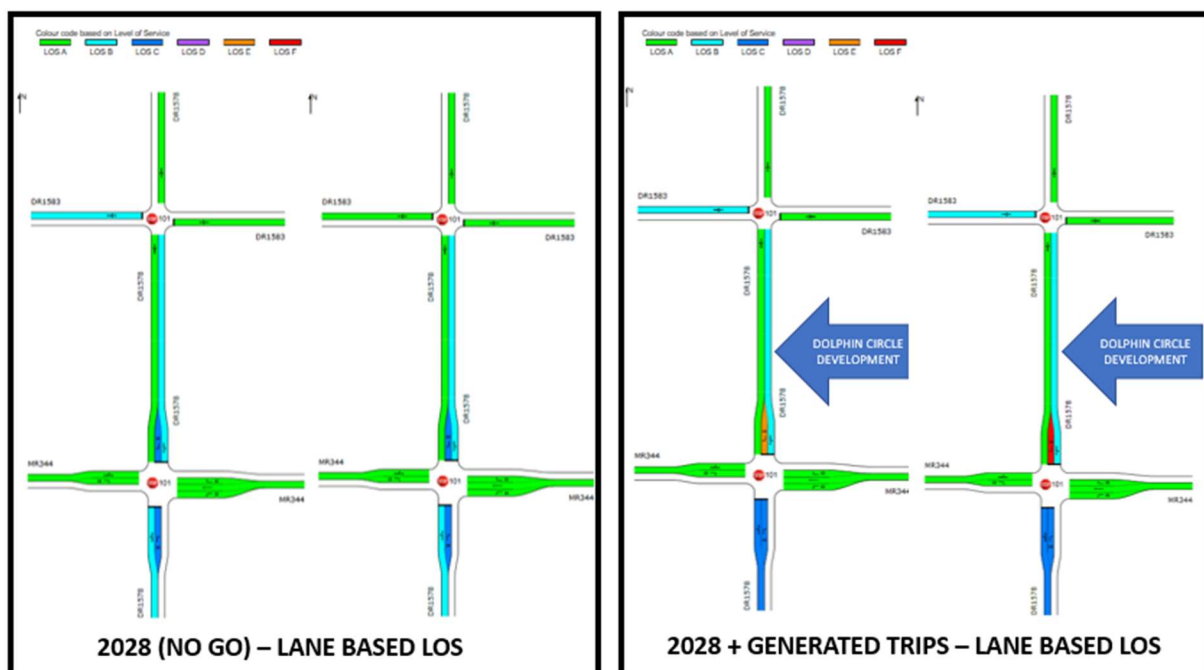 Colour code based on Level of Service
LOS A LOS B LOS C LOS D LOS E LOS F
N
DR1578
DR1583
101
DR1583
DR1578
DR1578
MR344
101
MR344
DR1578
N
DR1578
DR1583
101
DR1583
DR1578
DR1578
MR344
101
MR344
DR1578
2028 (NO GO) – LANE BASED LOS
Colour code based on Level of Service
LOS A LOS B LOS C LOS D LOS E LOS F
N
DR1578
DR1583
101
DR1583
DR1578
DOLPHIN CIRCLE
DEVELOPMENT
DR1578
MR344
101
MR344
DR1578
N
DR1578
DR1583
101
DR1583
DR1578
DOLPHIN CIRCLE
DEVELOPMENT
DR1578
MR344
101
MR344
DR1578
2028 + GENERATED TRIPS – LANE BASED LOS